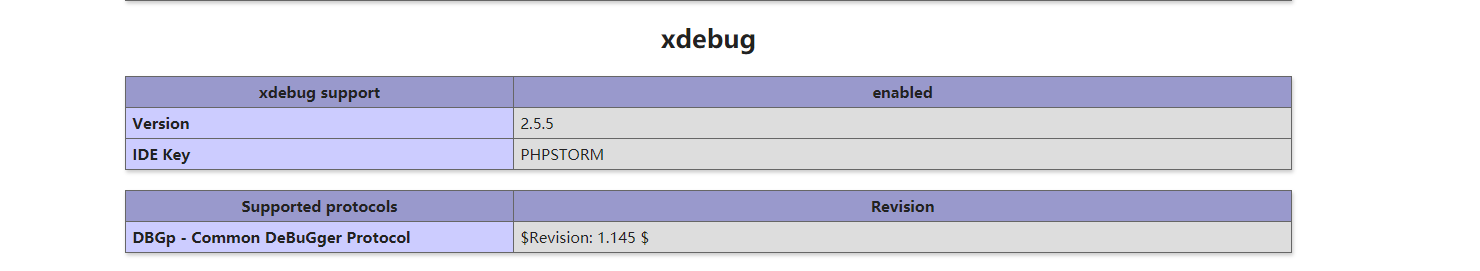 xdebug
xdebug support enabled
Version 2.5.5
IDE Key PHPSTORM
Supported protocols Revision
DBGp - Common DeBuGger Protocol $Revision: 1.145 $